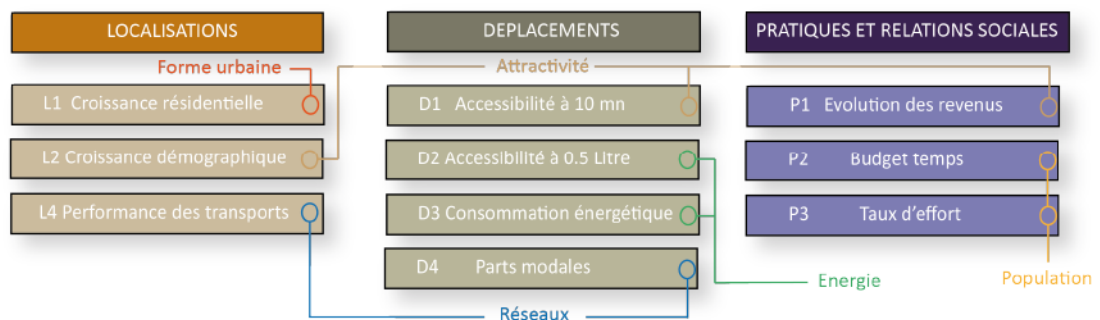 LOCALISATIONS
DEPLACEMENTS
PRATIQUES ET RELATIONS SOCIALES
Forme urbaine
Attractivité
L1 Croissance résidentielle
D1 Accessibilité à 10 mn
P1 Evolution des revenus
L2 Croissance démographique
D2 Accessibilité à 0.5 Litre
P2 Budget temps
L4 Performance des transports
D3 Consommation énergétique
P3 Taux d'effort
D4 Parts modales
Energie
Population
Réseaux